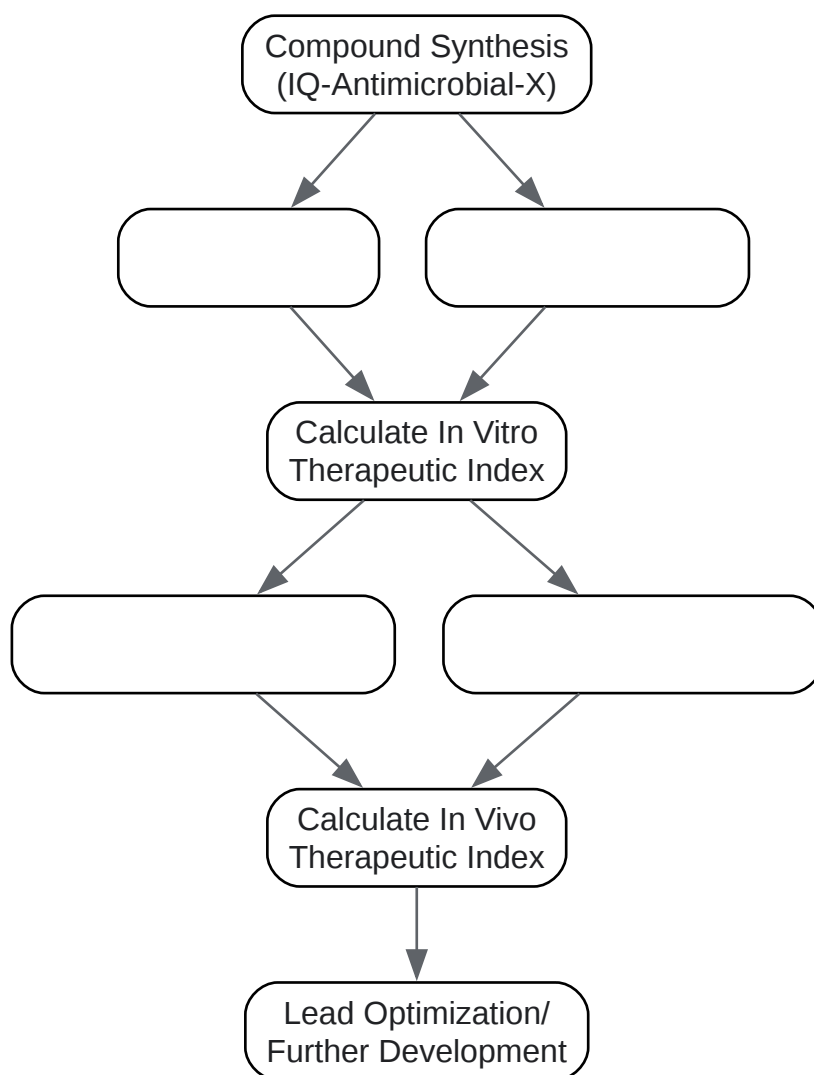 Compound Synthesis
(IQ-Antimicrobial-X)
Calculate In Vitro
Therapeutic Index
Calculate In Vivo
Therapeutic Index
Lead Optimization/
Further Development